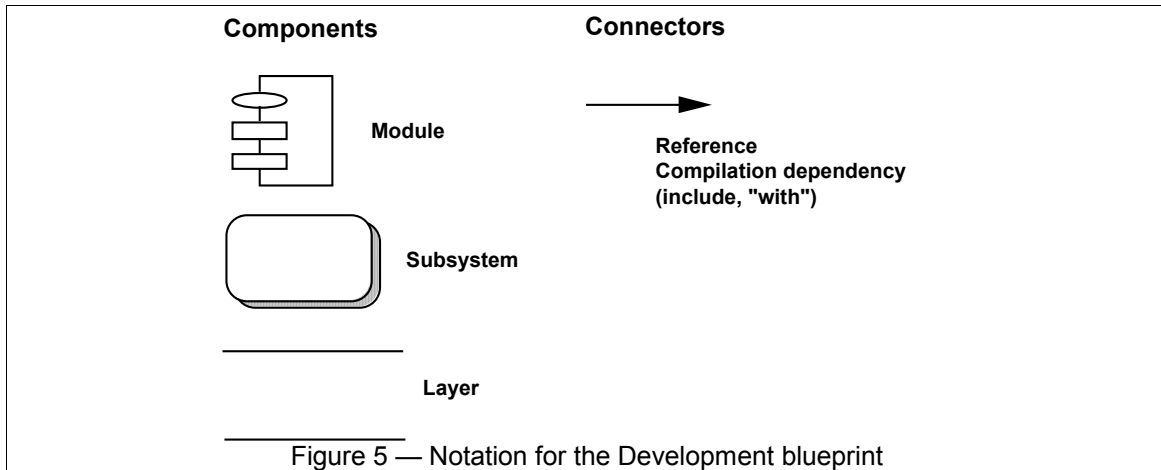 Components
Connectors
Module
Reference
Compilation dependency
(include, "with")
Subsystem
Layer
Figure 5 — Notation for the Development blueprint